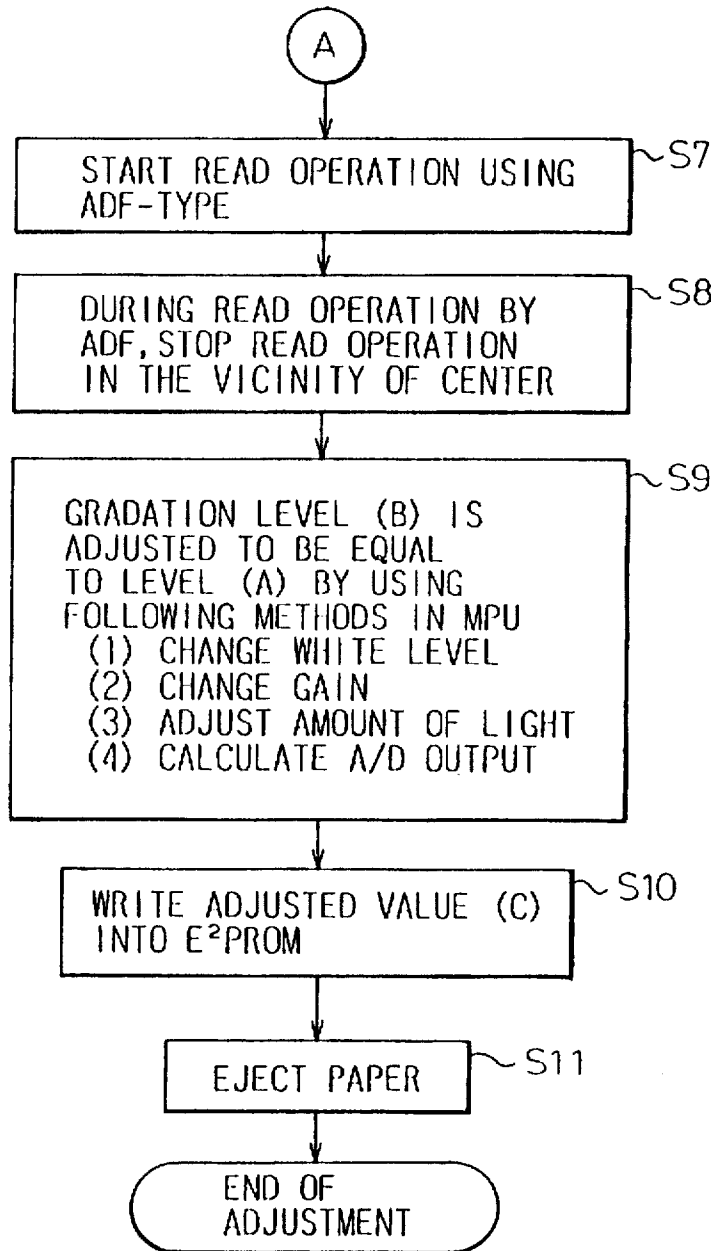 A
START READ OPERATION USING
ADF-TYPE
S7
DURING READ OPERATION BY
ADF, STOP READ OPERATION
IN THE VICINITY OF CENTER
S8
GRADATION LEVEL (B) IS
ADJUSTED TO BE EQUAL
TO LEVEL (A) BY USING
FOLLOWING METHODS IN MPU
(1) CHANGE WHITE LEVEL
(2) CHANGE GAIN
(3) ADJUST AMOUNT OF LIGHT
(4) CALCULATE A/D OUTPUT
S9
WRITE ADJUSTED VALUE (C)
INTO E²PROM
S10
EJECT PAPER
S11
END OF
ADJUSTMENT